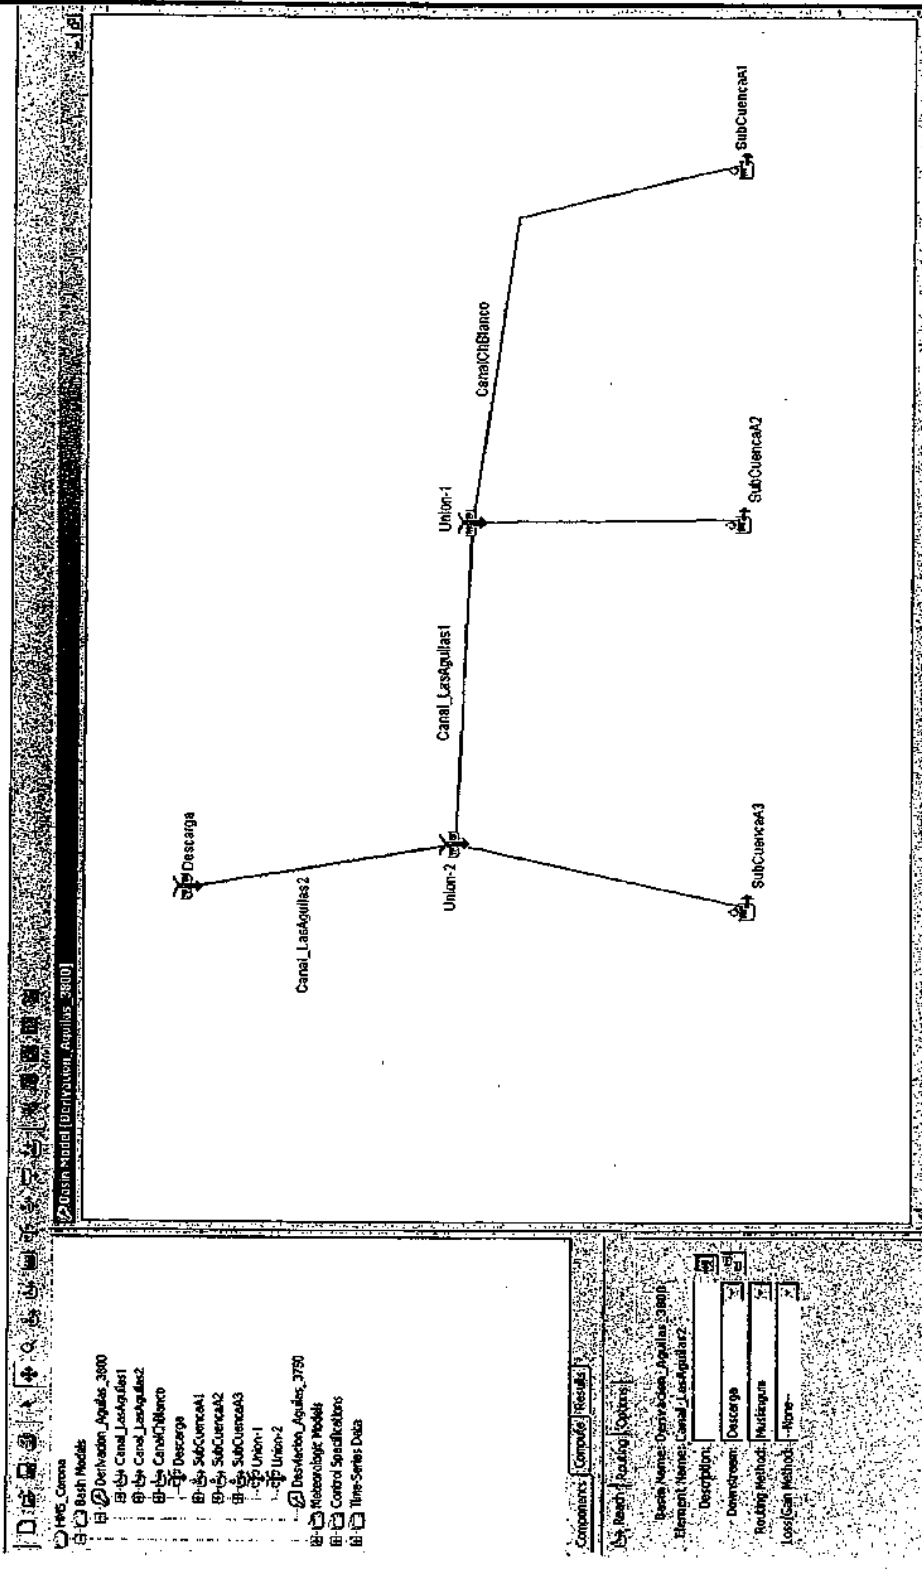 Basin Model [Derivacion_Aguilas_3800]
HMS_Corona
Basin Models
Derivacion_Aguilas_3800
Canal_LasAguilas1
Canal_LasAguilas2
CanalChBlanco
Descarga
SubCuencaA1
SubCuencaA2
SubCuencaA3
Union-1
Union-2
Desviacion_Aguilas_3750
Meteorologic Models
Control Specifications
Time-Series Data
Components Compute Results
Reach Routing Options
Basin Name: Derivacion_Aguilas_3800
Element Name: Canal_LasAguilas2
Description:
Downstream: Descarga
Routing Method: Muskingum
Loss/Gain Method: --None--
Descarga
Canal_LasAguilas2
Union-2
Canal_LasAguilas1
Union-1
CanalChBlanco
SubCuencaA3
SubCuencaA2
SubCuencaA1